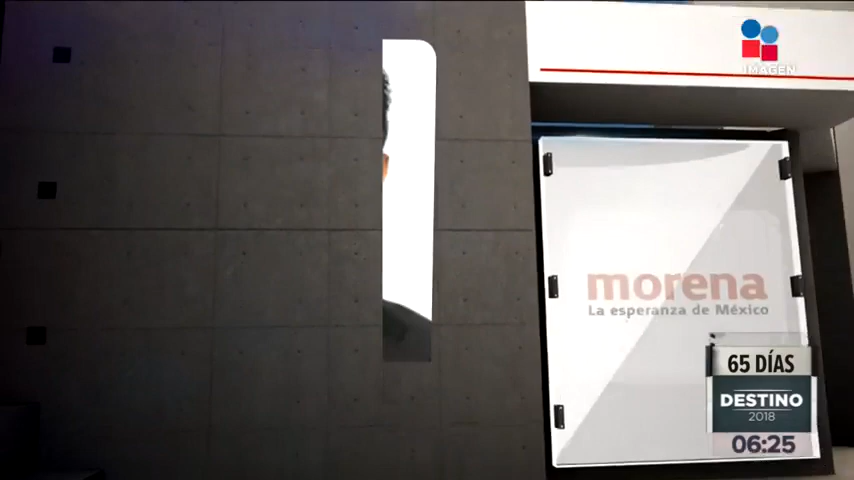 IMAGEN
morena
La esperanza de México
65 DÍAS
DESTINO
2018
06:25